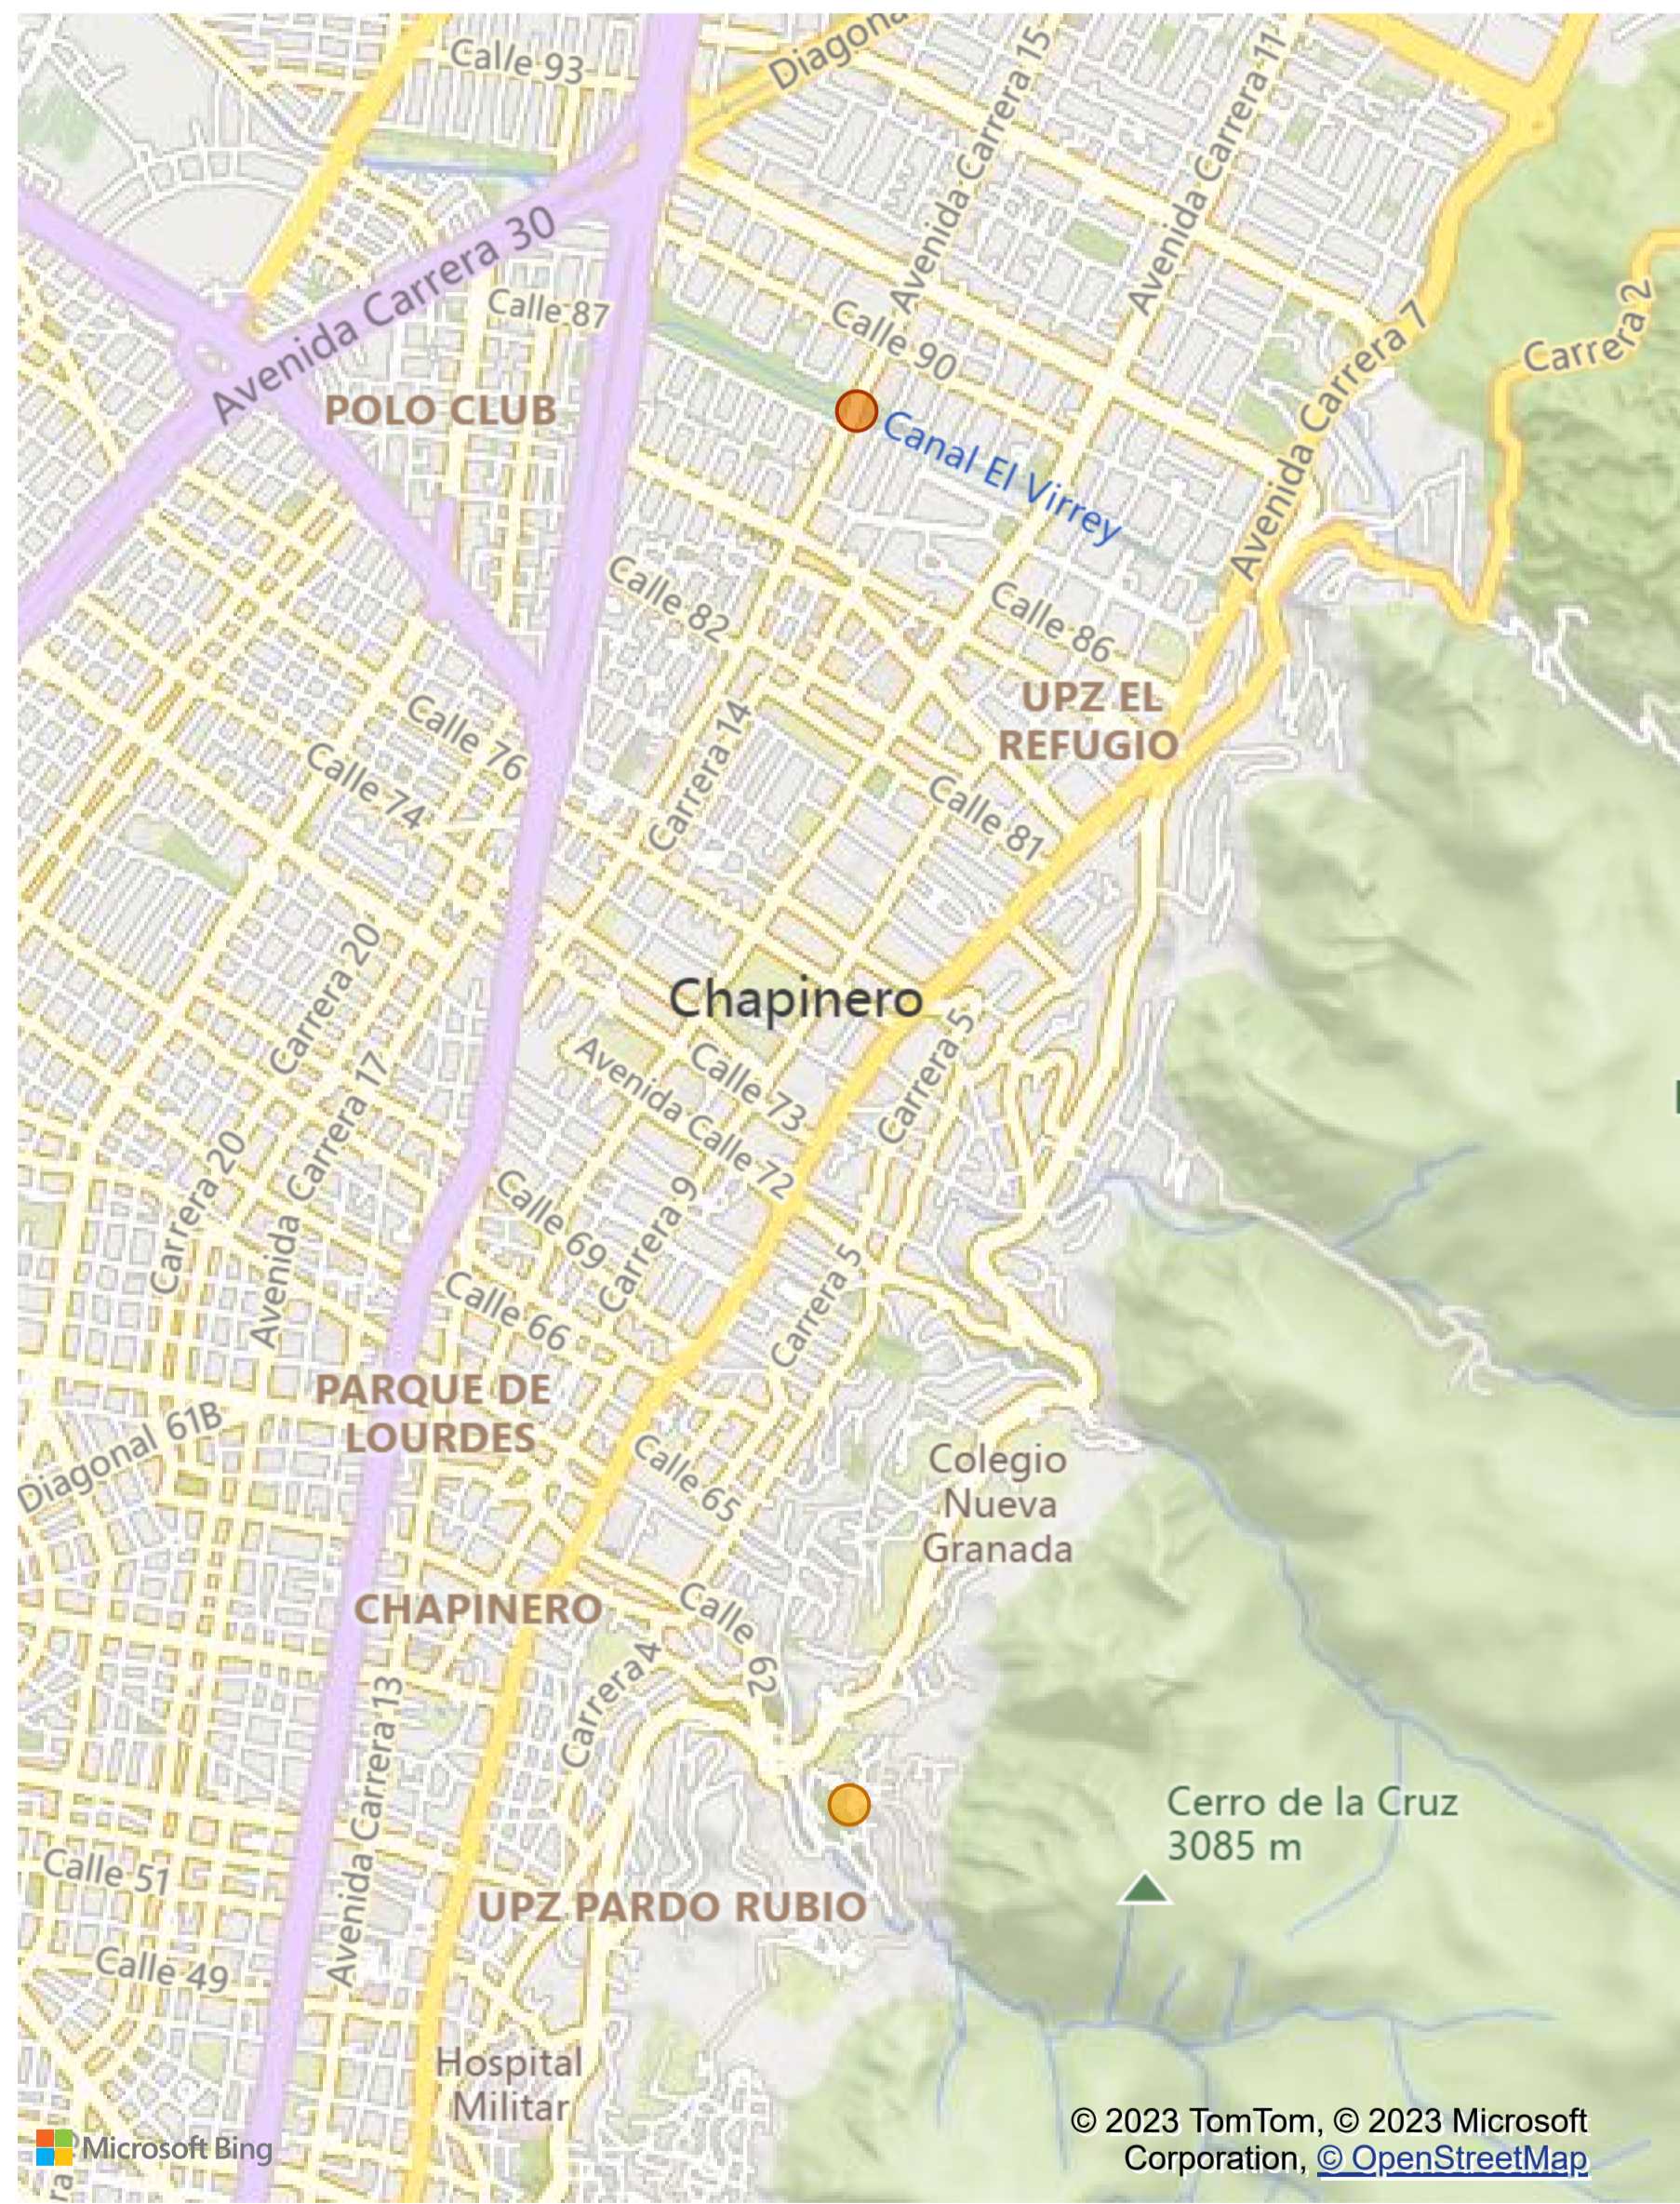 Calle 93
Diagona
Avenida Carrera 15
Avenida Carrera 11
Avenida Carrera 30
Calle 87
Calle 90
Carrera 2
Avenida Carrera 7
POLO CLUB
Canal El Virrey
Calle 82
Calle 86
UPZ EL
REFUGIO
Calle 76
Carrera 14
Calle 74
Calle 81
Carrera 20
Chapinero
Carrera 5
Avenida Calle 72
Calle 73
Carrera 20
Avenida Carrera 17
Calle 69
Carrera 9
Calle 66
Carrera 5
PARQUE DE
LOURDES
Diagonal 61B
Calle 65
Colegio
Nueva
Granada
CHAPINERO
Calle 62
Carrera 4
Avenida Carrera 13
Cerro de la Cruz
3085 m
Calle 51
UPZ PARDO RUBIO
Calle 49
Hospital
Militar
© 2023 TomTom, © 2023 Microsoft
Corporation, © OpenStreetMap
Microsoft Bing
ra